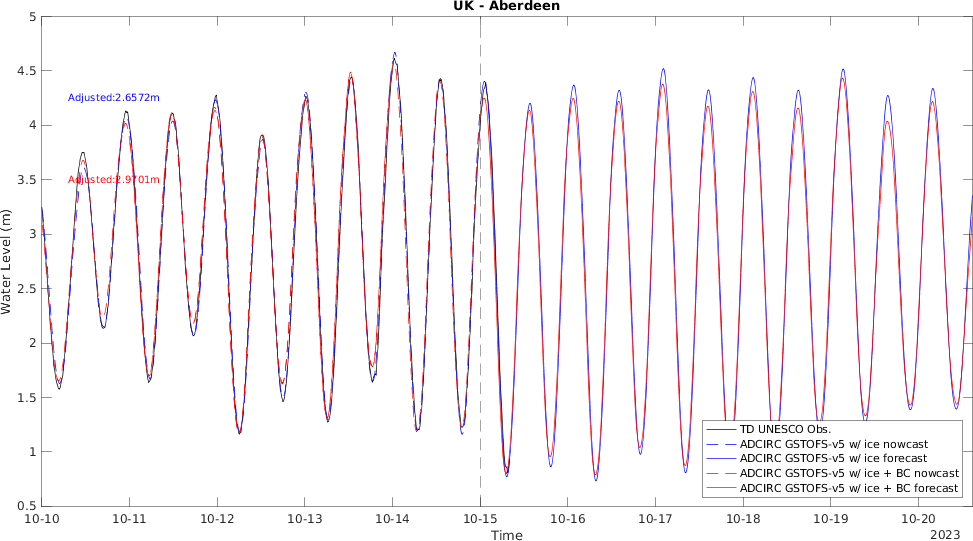 UK - Aberdeen
5
4.5
4
3.5
3
2.5
2
1.5
1
0.5
Water Level (m)
Adjusted:2.6572m
Adjusted:2.9701m
TD UNESCO Obs.
ADCIRC GSTOFS-v5 w/ ice nowcast
ADCIRC GSTOFS-v5 w/ ice forecast
ADCIRC GSTOFS-v5 w/ ice + BC nowcast
ADCIRC GSTOFS-v5 w/ ice + BC forecast
10-10 10-11 10-12 10-13 10-14 10-15 10-16 10-17 10-18 10-19 10-20
Time
2023